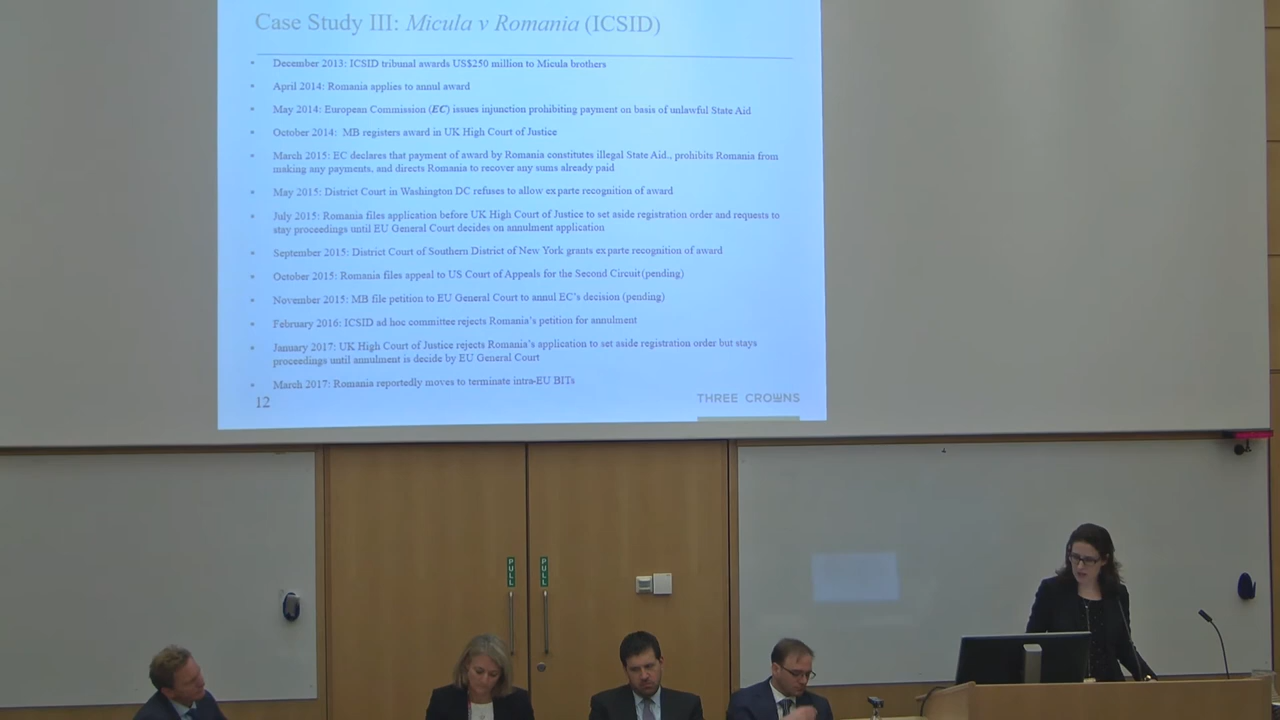 Case Study III: Micula v Romania (ICSID)
• December 2013: ICSID tribunal awards US$250 million to Micula brothers
• April 2014: Romania applies to annul award
• May 2014: European Commission (EC) issues injunction prohibiting payment on basis of unlawful State Aid
• October 2014: MB registers award in UK High Court of Justice
• March 2015: EC declares that payment of award by Romania constitutes illegal State Aid., prohibits Romania from
making any payments, and directs Romania to recover any sums already paid
• May 2015: District Court in Washington DC refuses to allow ex parte recognition of award
• July 2015: Romania files application before UK High Court of Justice to set aside registration order and requests to
stay proceedings until EU General Court decides on annulment application
• September 2015: District Court of Southern District of New York grants ex parte recognition of award
• October 2015: Romania files appeal to US Court of Appeals for the Second Circuit (pending)
• November 2015: MB file petition to EU General Court to annul EC's decision (pending)
• February 2016: ICSID ad hoc committee rejects Romania's petition for annulment
• January 2017: UK High Court of Justice rejects Romania's application to set aside registration order but stays
proceedings until annulment is decide by EU General Court
• March 2017: Romania reportedly moves to terminate intra-EU BITs
12
THREE CROWNS
PULL
PULL